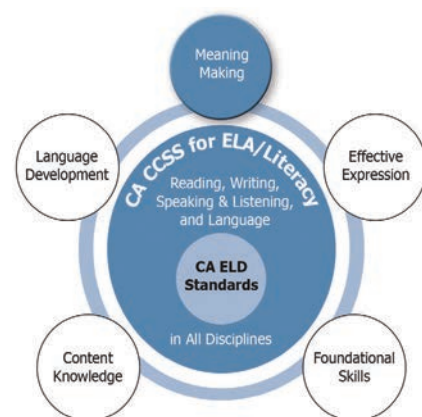 Meaning
Making
Language
Development
Effective
Expression
CA CCSS for ELA/Literacy
Reading, Writing,
Speaking & Listening,
and Language
CA ELD
Standards
in All Disciplines
Content
Knowledge
Foundational
Skills